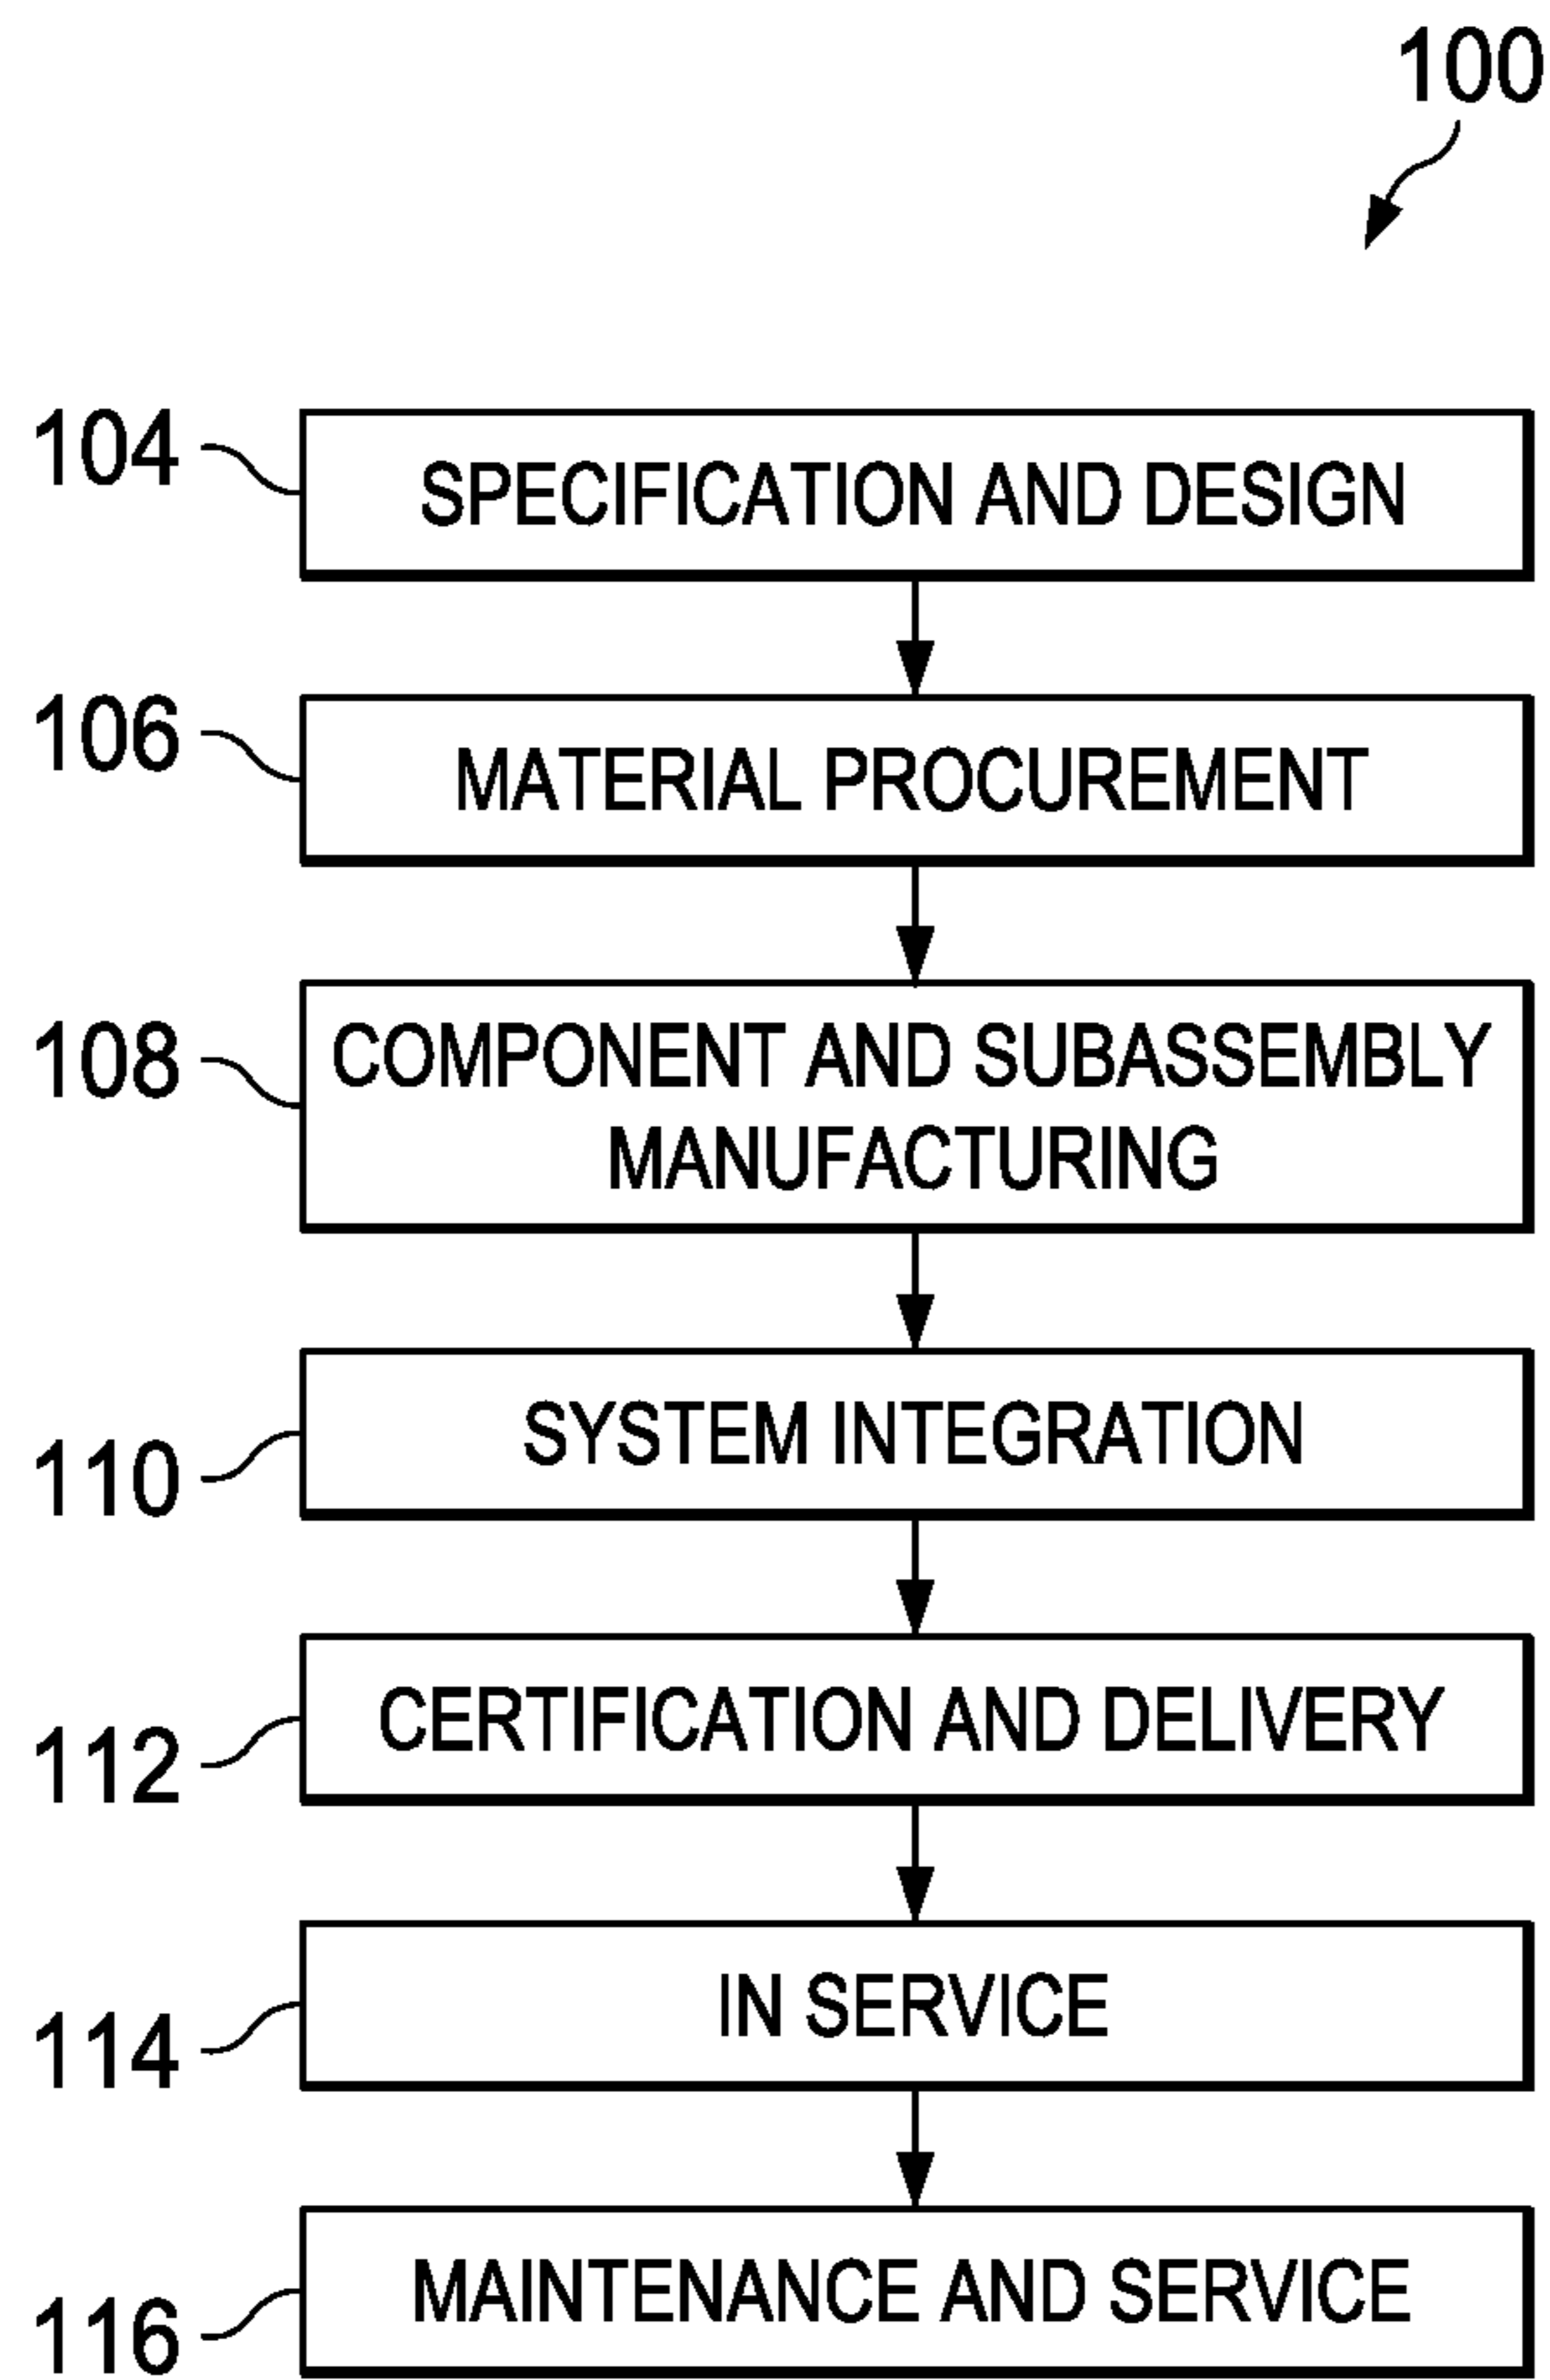 100
104
SPECIFICATION AND DESIGN
106
MATERIAL PROCUREMENT
108
COMPONENT AND SUBASSEMBLY
MANUFACTURING
110
SYSTEM INTEGRATION
112
CERTIFICATION AND DELIVERY
114
IN SERVICE
116
MAINTENANCE AND SERVICE